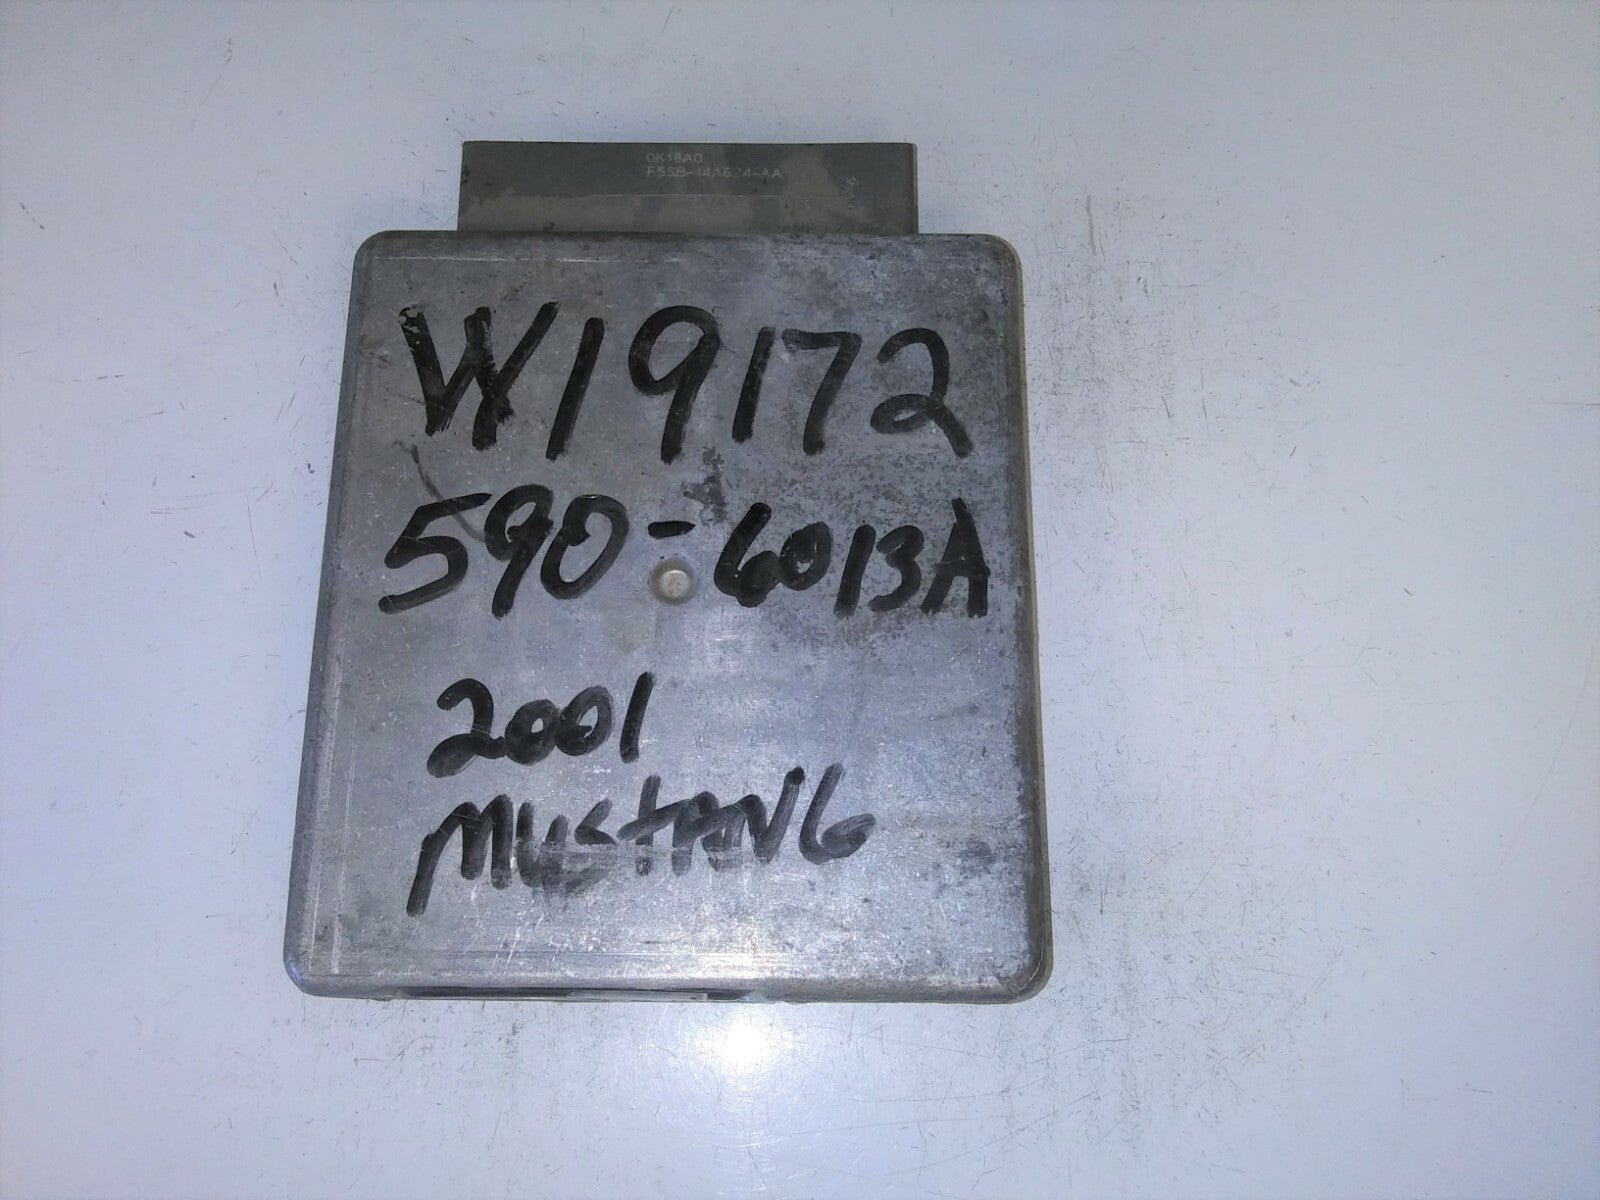 0K18A0
F5SB-14A624-AA
W19172
590-6013A
2001
MUSTANG